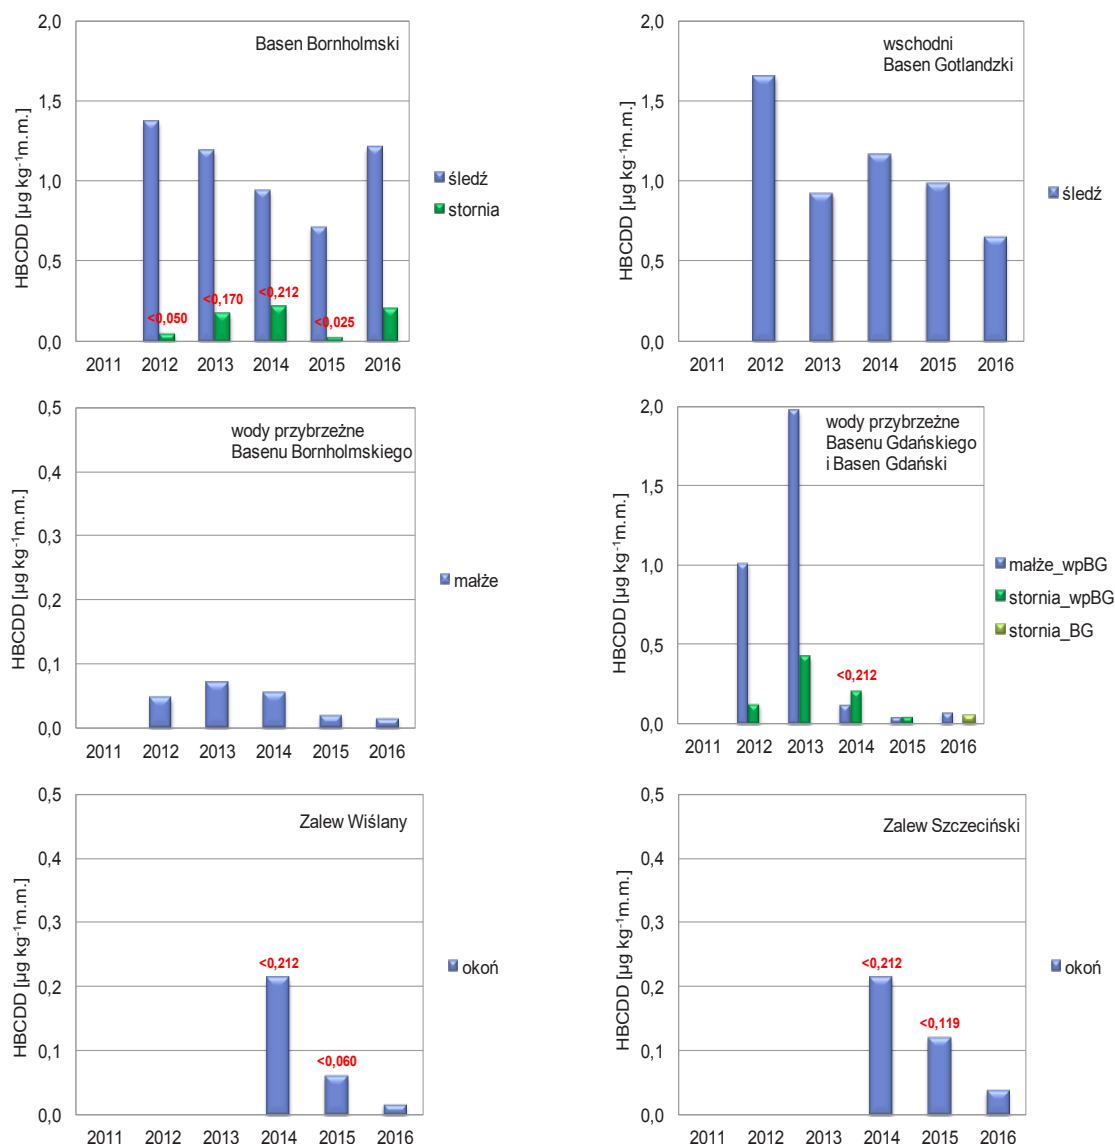 Basen Bornholmski
HBCDD [µg kg⁻¹m.m.]
2,0
1,5
1,0
0,5
0,0
<0,050
<0,170
<0,212
<0,025
2011 2012 2013 2014 2015 2016
śledź
stornia
wschodni
Basen Gotlandzki
HBCDD [µg kg⁻¹m.m.]
2,0
1,5
1,0
0,5
0,0
2011 2012 2013 2014 2015 2016
śledź
wody przybrzeżne
Basenu Bornholmskiego
HBCDD [µg kg⁻¹m.m.]
0,5
0,4
0,3
0,2
0,1
0,0
2011 2012 2013 2014 2015 2016
małże
wody przybrzeżne
Basenu Gdańskiego
i Basen Gdański
HBCDD [µg kg⁻¹m.m.]
2,0
1,5
1,0
0,5
0,0
<0,212
2011 2012 2013 2014 2015 2016
małże_wpBG
stornia_wpBG
stornia_BG
Zalew Wiślany
HBCDD [µg kg⁻¹m.m.]
0,5
0,4
0,3
0,2
0,1
0,0
<0,212
<0,060
2011 2012 2013 2014 2015 2016
okoń
Zalew Szczeciński
HBCDD [µg kg⁻¹m.m.]
0,5
0,4
0,3
0,2
0,1
0,0
<0,212
<0,119
2011 2012 2013 2014 2015 2016
okoń